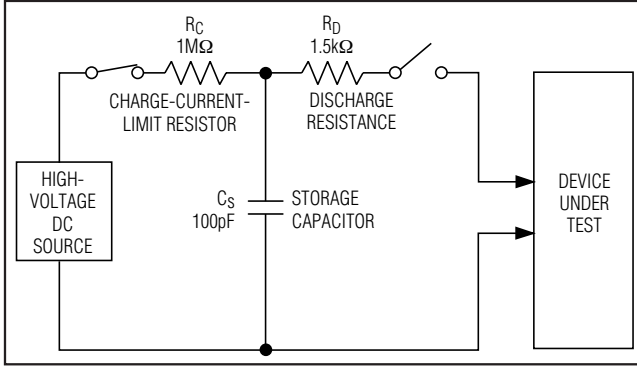 RC
1MΩ
CHARGE-CURRENT-
LIMIT RESISTOR
RD
1.5kΩ
DISCHARGE
RESISTANCE
HIGH-
VOLTAGE
DC
SOURCE
CS
100pF
STORAGE
CAPACITOR
DEVICE
UNDER
TEST